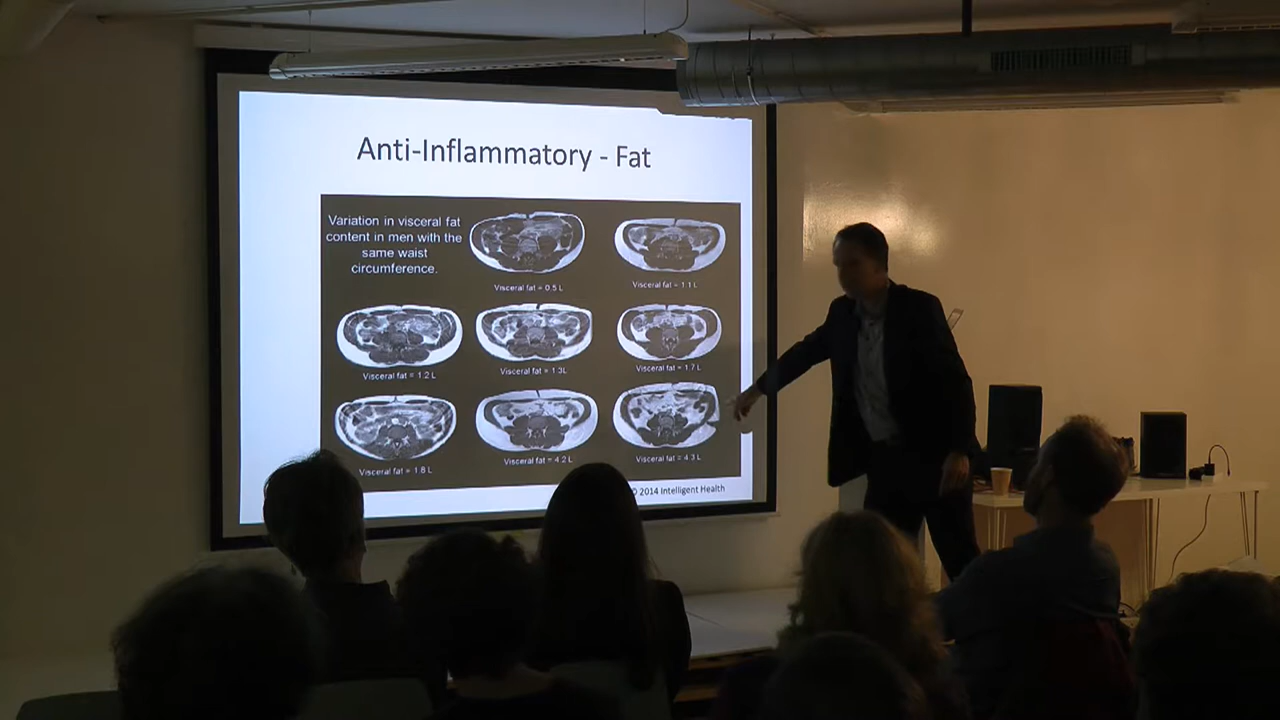 Anti-Inflammatory - Fat
Variation in visceral fat
content in men with the
same waist
circumference.
Visceral fat = 0.5 L
Visceral fat = 1.1 L
Visceral fat = 1.2 L
Visceral fat = 1.3L
Visceral fat = 1.7 L
Visceral fat = 1.8 L
Visceral fat = 4.2 L
Visceral fat = 4.3 L
© 2014 Intelligent Health